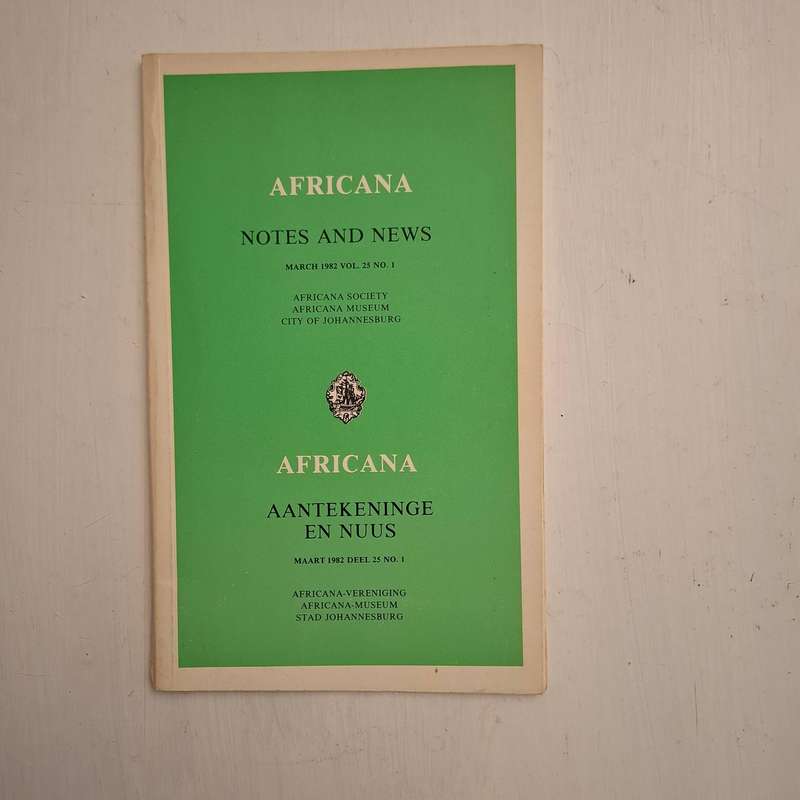 AFRICANA
NOTES AND NEWS
MARCH 1982 VOL. 25 NO. 1
AFRICANA SOCIETY
AFRICANA MUSEUM
CITY OF JOHANNESBURG
AFRICANA
AANTEKENINGE
EN NUUS
MAART 1982 DEEL 25 NO. 1
AFRICANA-VERENIGING
AFRICANA-MUSEUM
STAD JOHANNESBURG